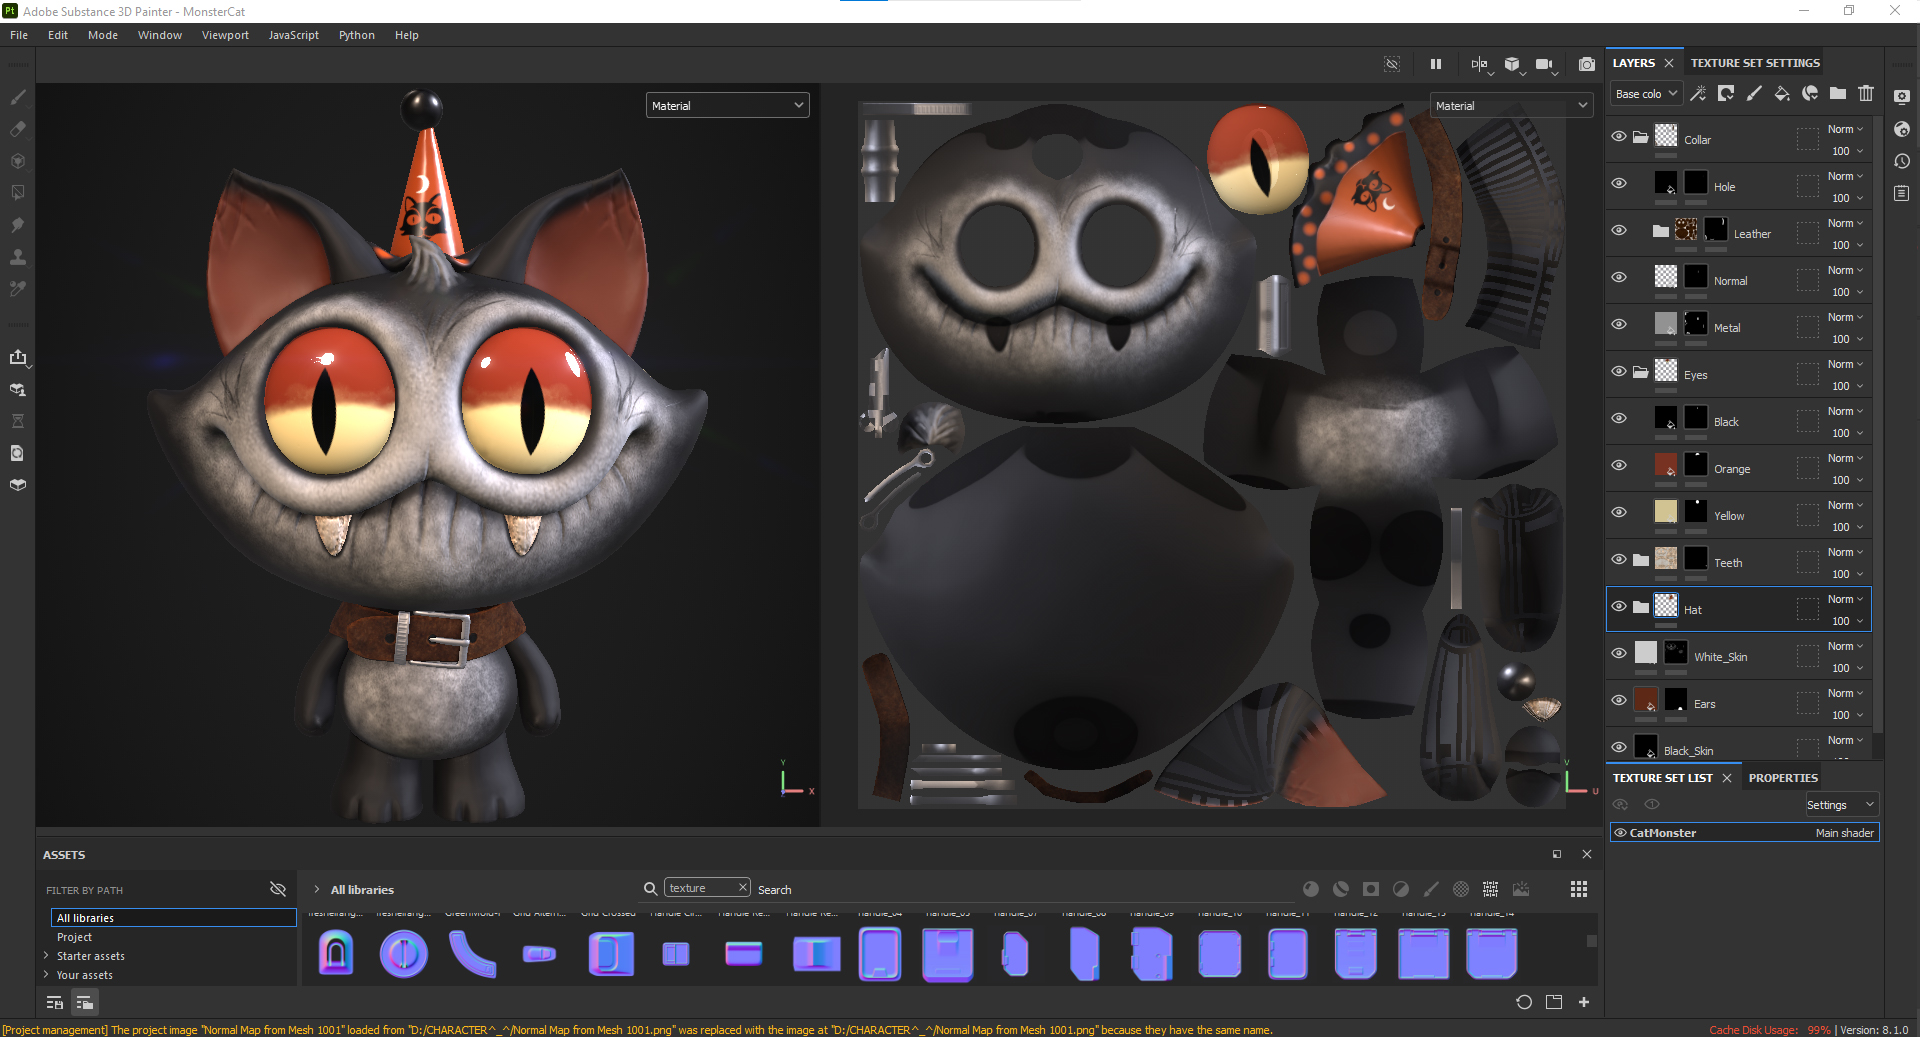 Pt Adobe Substance 3D Painter - MonsterCat
File Edit Mode Window Viewport JavaScript Python Help
Material
Material
LAYERS
TEXTURE SET SETTINGS
Base colo
Collar Norm 100
Hole Norm 100
Leather Norm 100
Normal Norm 100
Metal Norm 100
Eyes Norm 100
Black Norm 100
Orange Norm 100
Yellow Norm 100
Teeth Norm 100
Hat Norm 100
White_Skin Norm 100
Ears Norm 100
Black_Skin Norm
Y
X
Z
V
U
TEXTURE SET LIST
PROPERTIES
Settings
CatMonster Main shader
ASSETS
FILTER BY PATH
All libraries
Project
Starter assets
Your assets
All libraries
texture
Search
[Project management] The project image "Normal Map from Mesh 1001" loaded from "D:/CHARACTER^_^/Normal Map from Mesh 1001.png" was replaced with the image at "D:/CHARACTER^_^/Normal Map from Mesh 1001.png" because they have the same name.
Cache Disk Usage: 99% | Version: 8.1.0